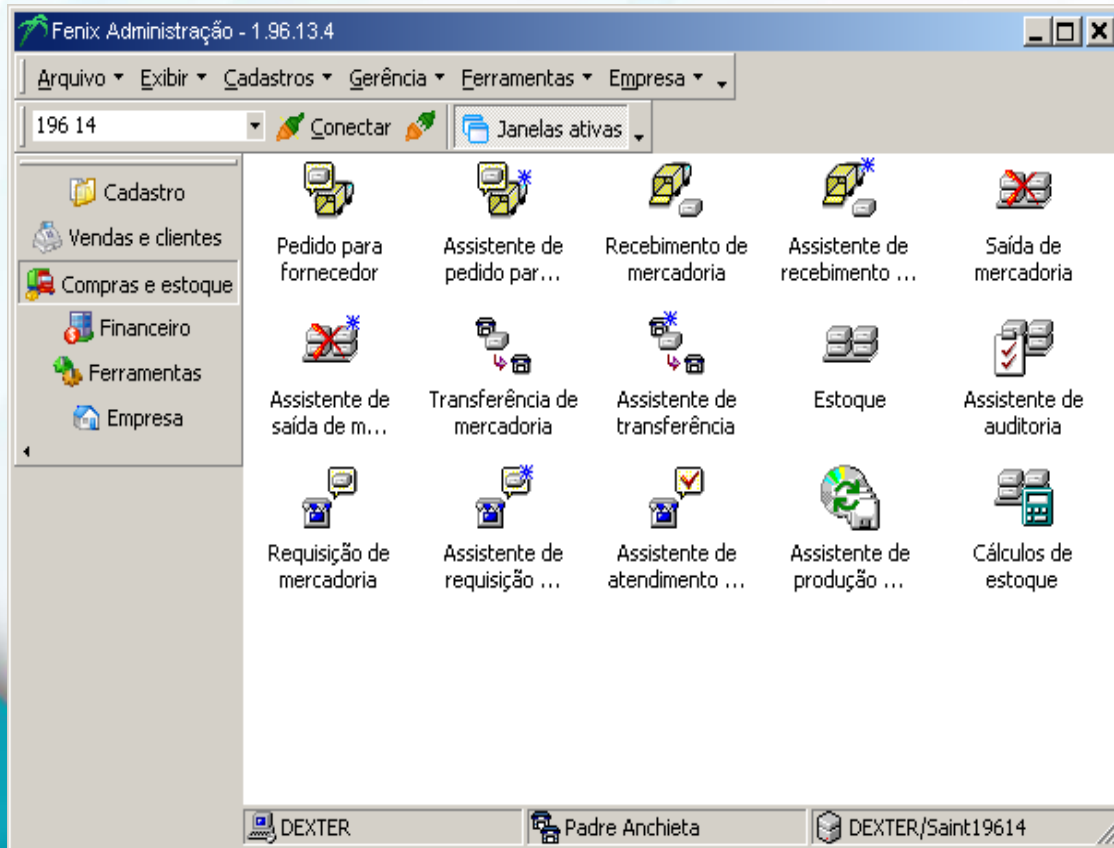 Fenix Administração - 1.96.13.4
Arquivo Exibir Cadastros Gerência Ferramentas Empresa
196 14 Conectar Janelas ativas
Cadastro
Vendas e clientes
Compras e estoque
Financeiro
Ferramentas
Empresa
Pedido para
fornecedor
Assistente de
pedido par...
Recebimento de
mercadoria
Assistente de
recebimento ...
Saída de
mercadoria
Assistente de
saída de m...
Transferência de
mercadoria
Assistente de
transferência
Estoque
Assistente de
auditoria
Requisição de
mercadoria
Assistente de
requisição ...
Assistente de
atendimento ...
Assistente de
produção ...
Cálculos de
estoque
DEXTER Padre Anchieta DEXTER/Saint19614